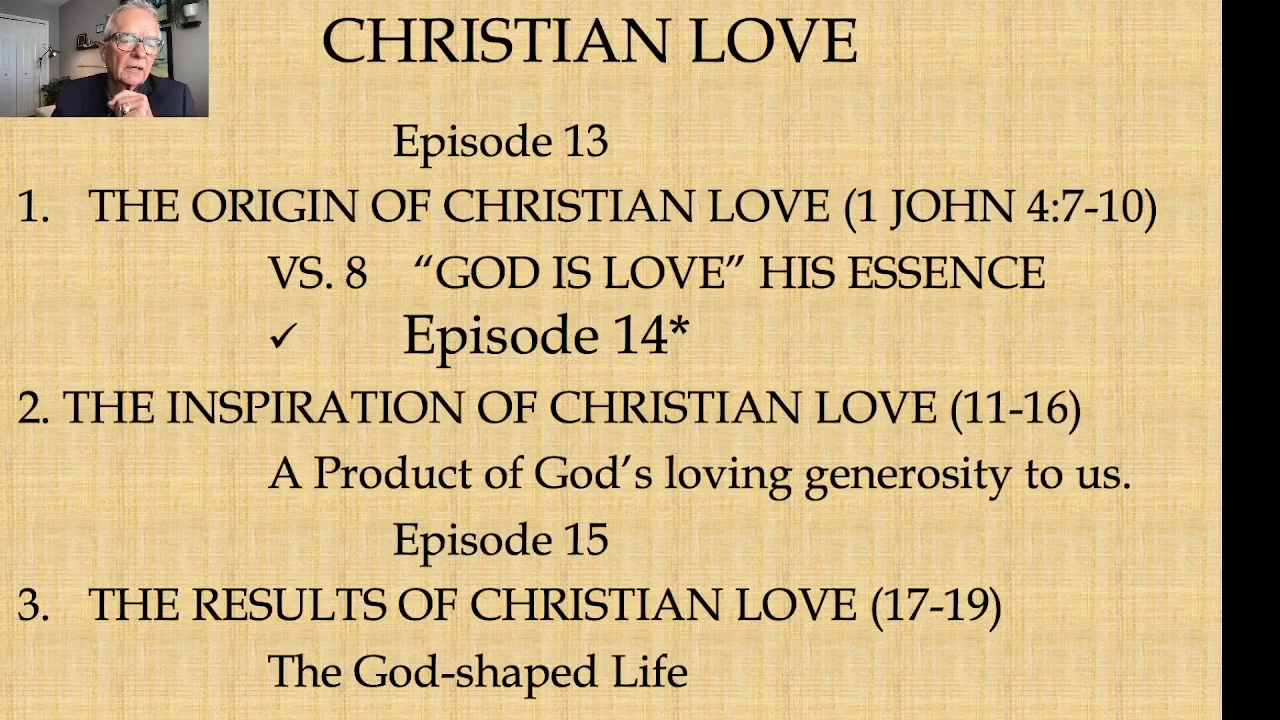 CHRISTIAN LOVE
Episode 13
1. THE ORIGIN OF CHRISTIAN LOVE (1 JOHN 4:7-10)
VS. 8 “GOD IS LOVE” HIS ESSENCE
✓ Episode 14*
2. THE INSPIRATION OF CHRISTIAN LOVE (11-16)
A Product of God’s loving generosity to us.
Episode 15
3. THE RESULTS OF CHRISTIAN LOVE (17-19)
The God-shaped Life